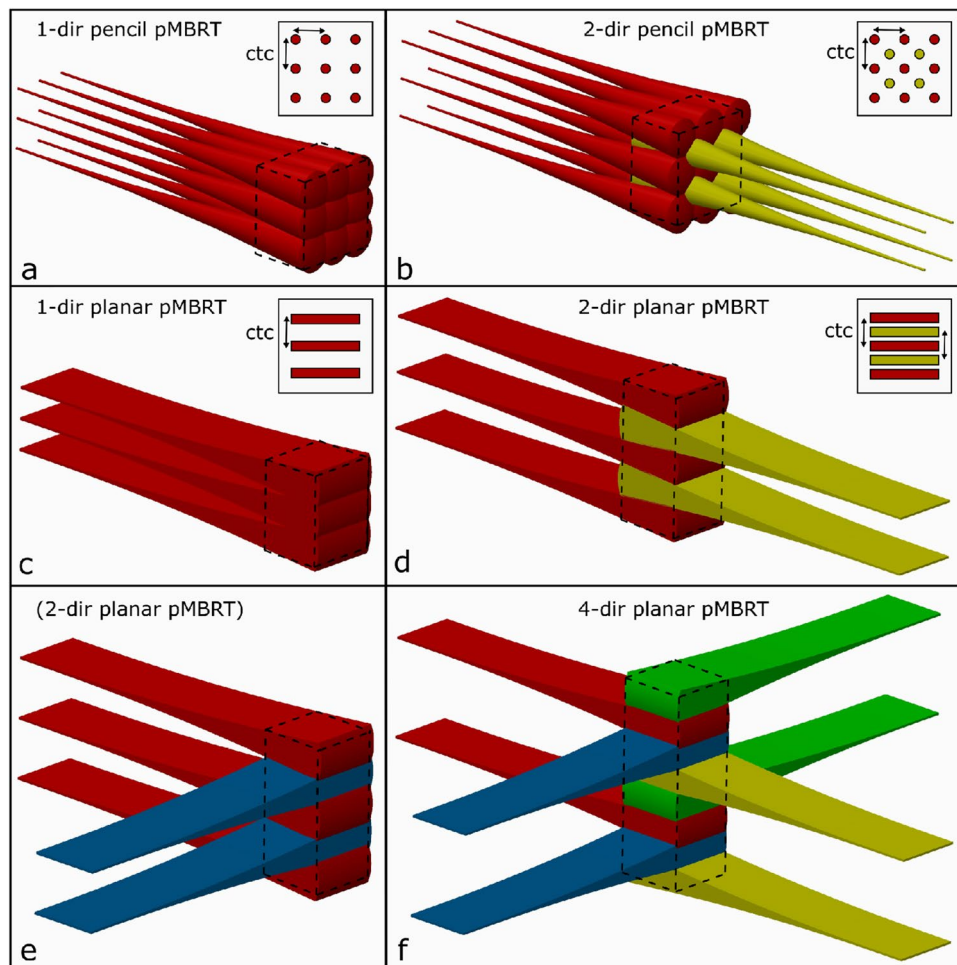 1-dir pencil pMBRT
ctc
a
2-dir pencil pMBRT
ctc
b
1-dir planar pMBRT
ctc
c
2-dir planar pMBRT
ctc
d
(2-dir planar pMBRT)
e
4-dir planar pMBRT
f